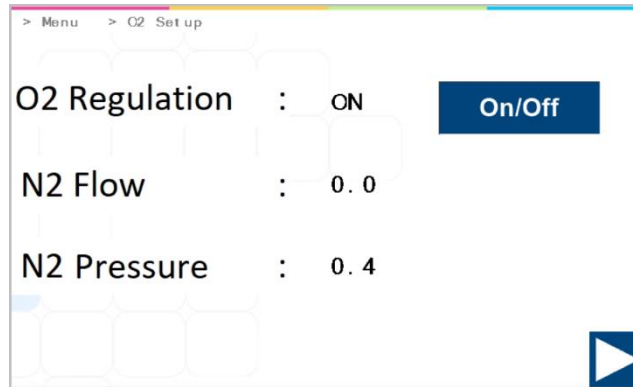 > Menu > O2 Set up
O2 Regulation : ON On/Off
N2 Flow : 0.0
N2 Pressure : 0.4